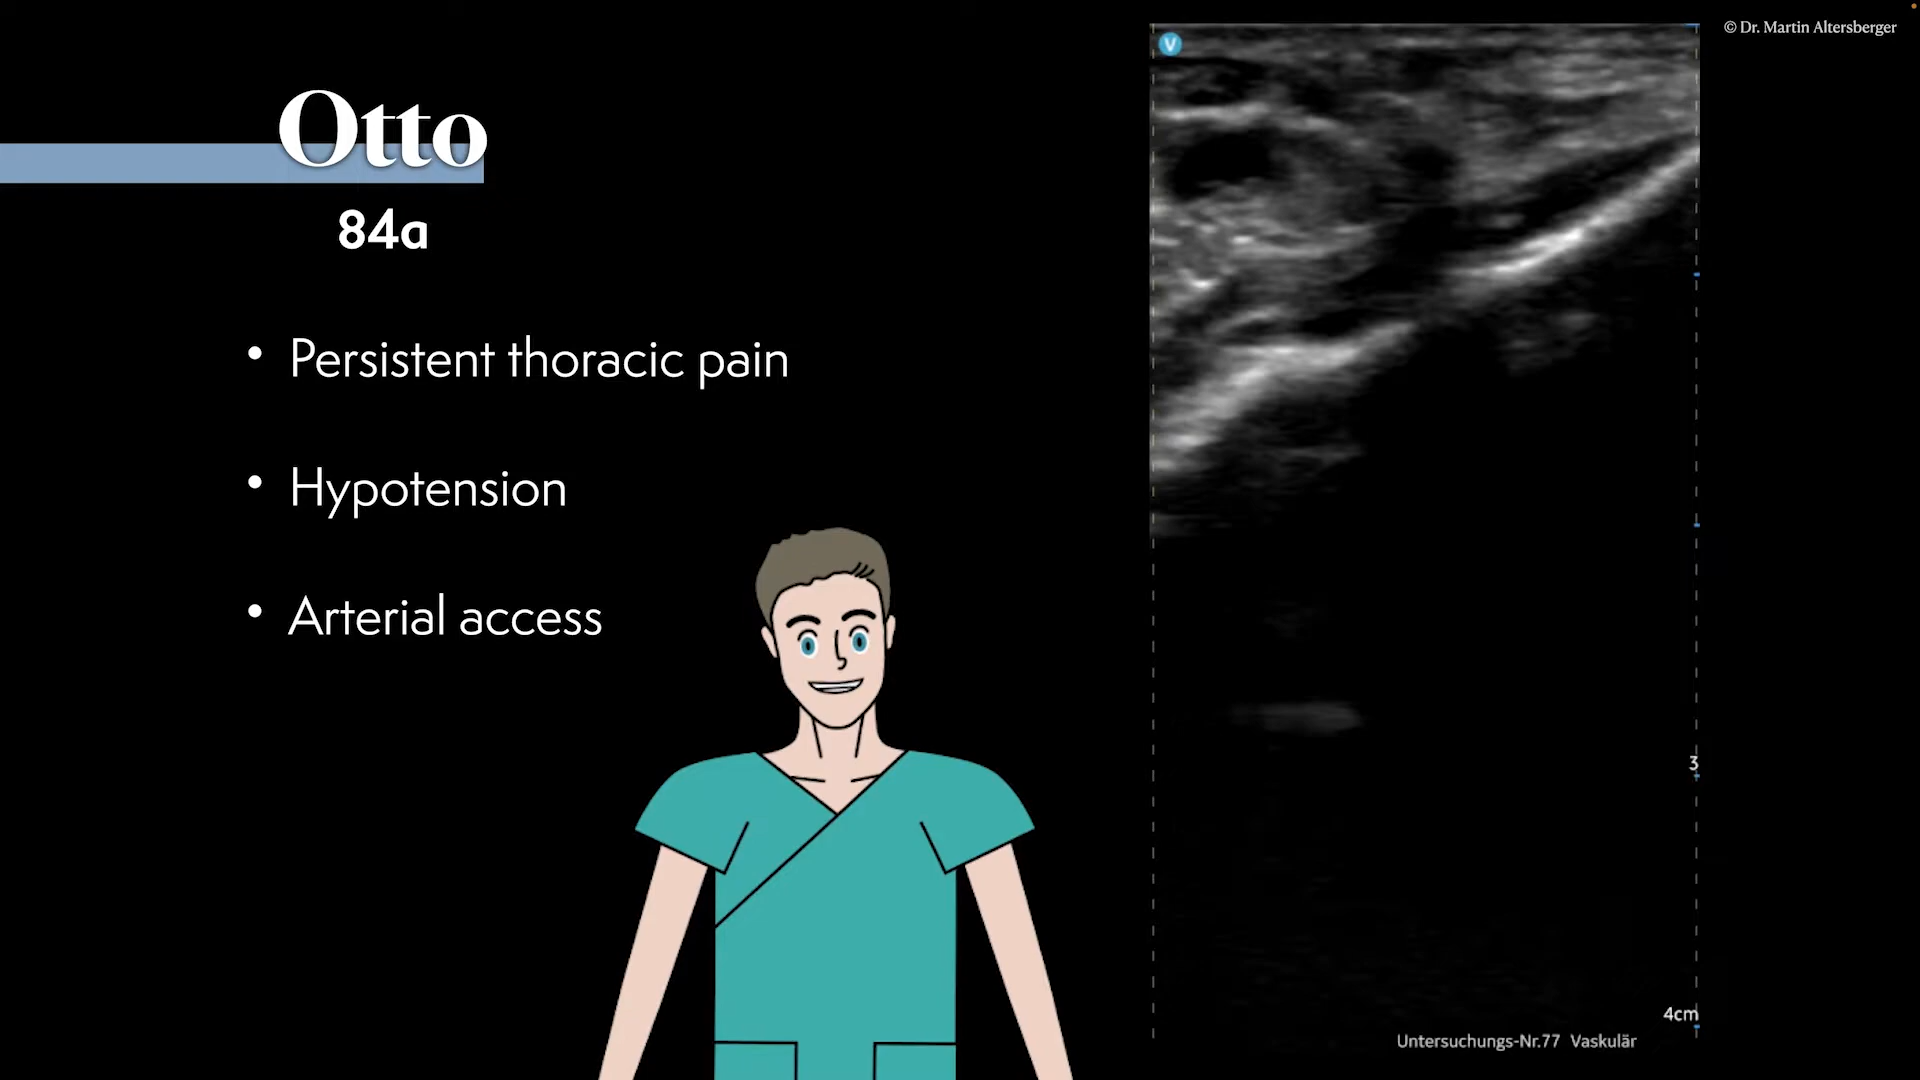 © Dr. Martin Altersberger
V
Otto
84a
• Persistent thoracic pain
• Hypotension
• Arterial access
3
4cm
Untersuchungs-Nr.77 Vaskulär